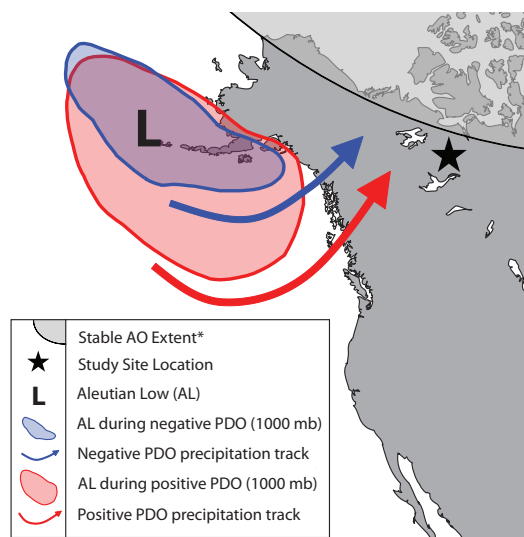 L
Stable AO Extent*
Study Site Location
L Aleutian Low (AL)
AL during negative PDO (1000 mb)
Negative PDO precipitation track
AL during positive PDO (1000 mb)
Positive PDO precipitation track